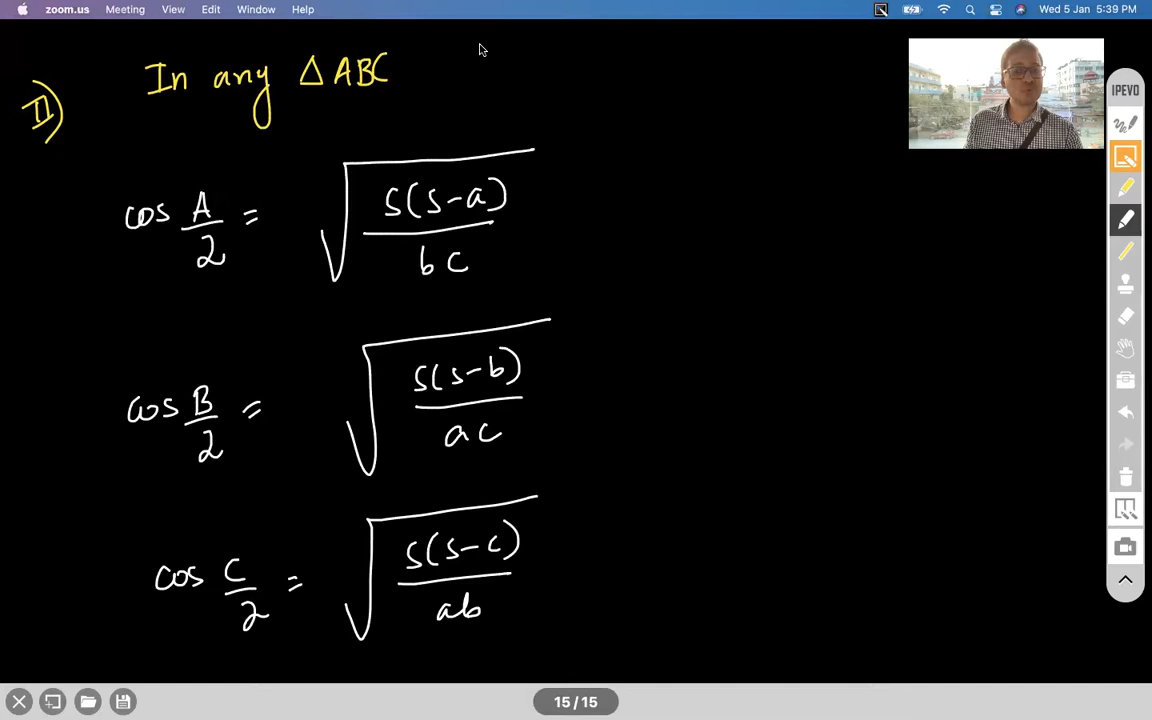 zoom.us Meeting View Edit Window Help Wed 5 Jan 5:39 PM
IPEVO
II) In any △ABC
cos A/2 = √(s(s-a)/bc)
cos B/2 = √(s(s-b)/ac)
cos C/2 = √(s(s-c)/ab)
15/15